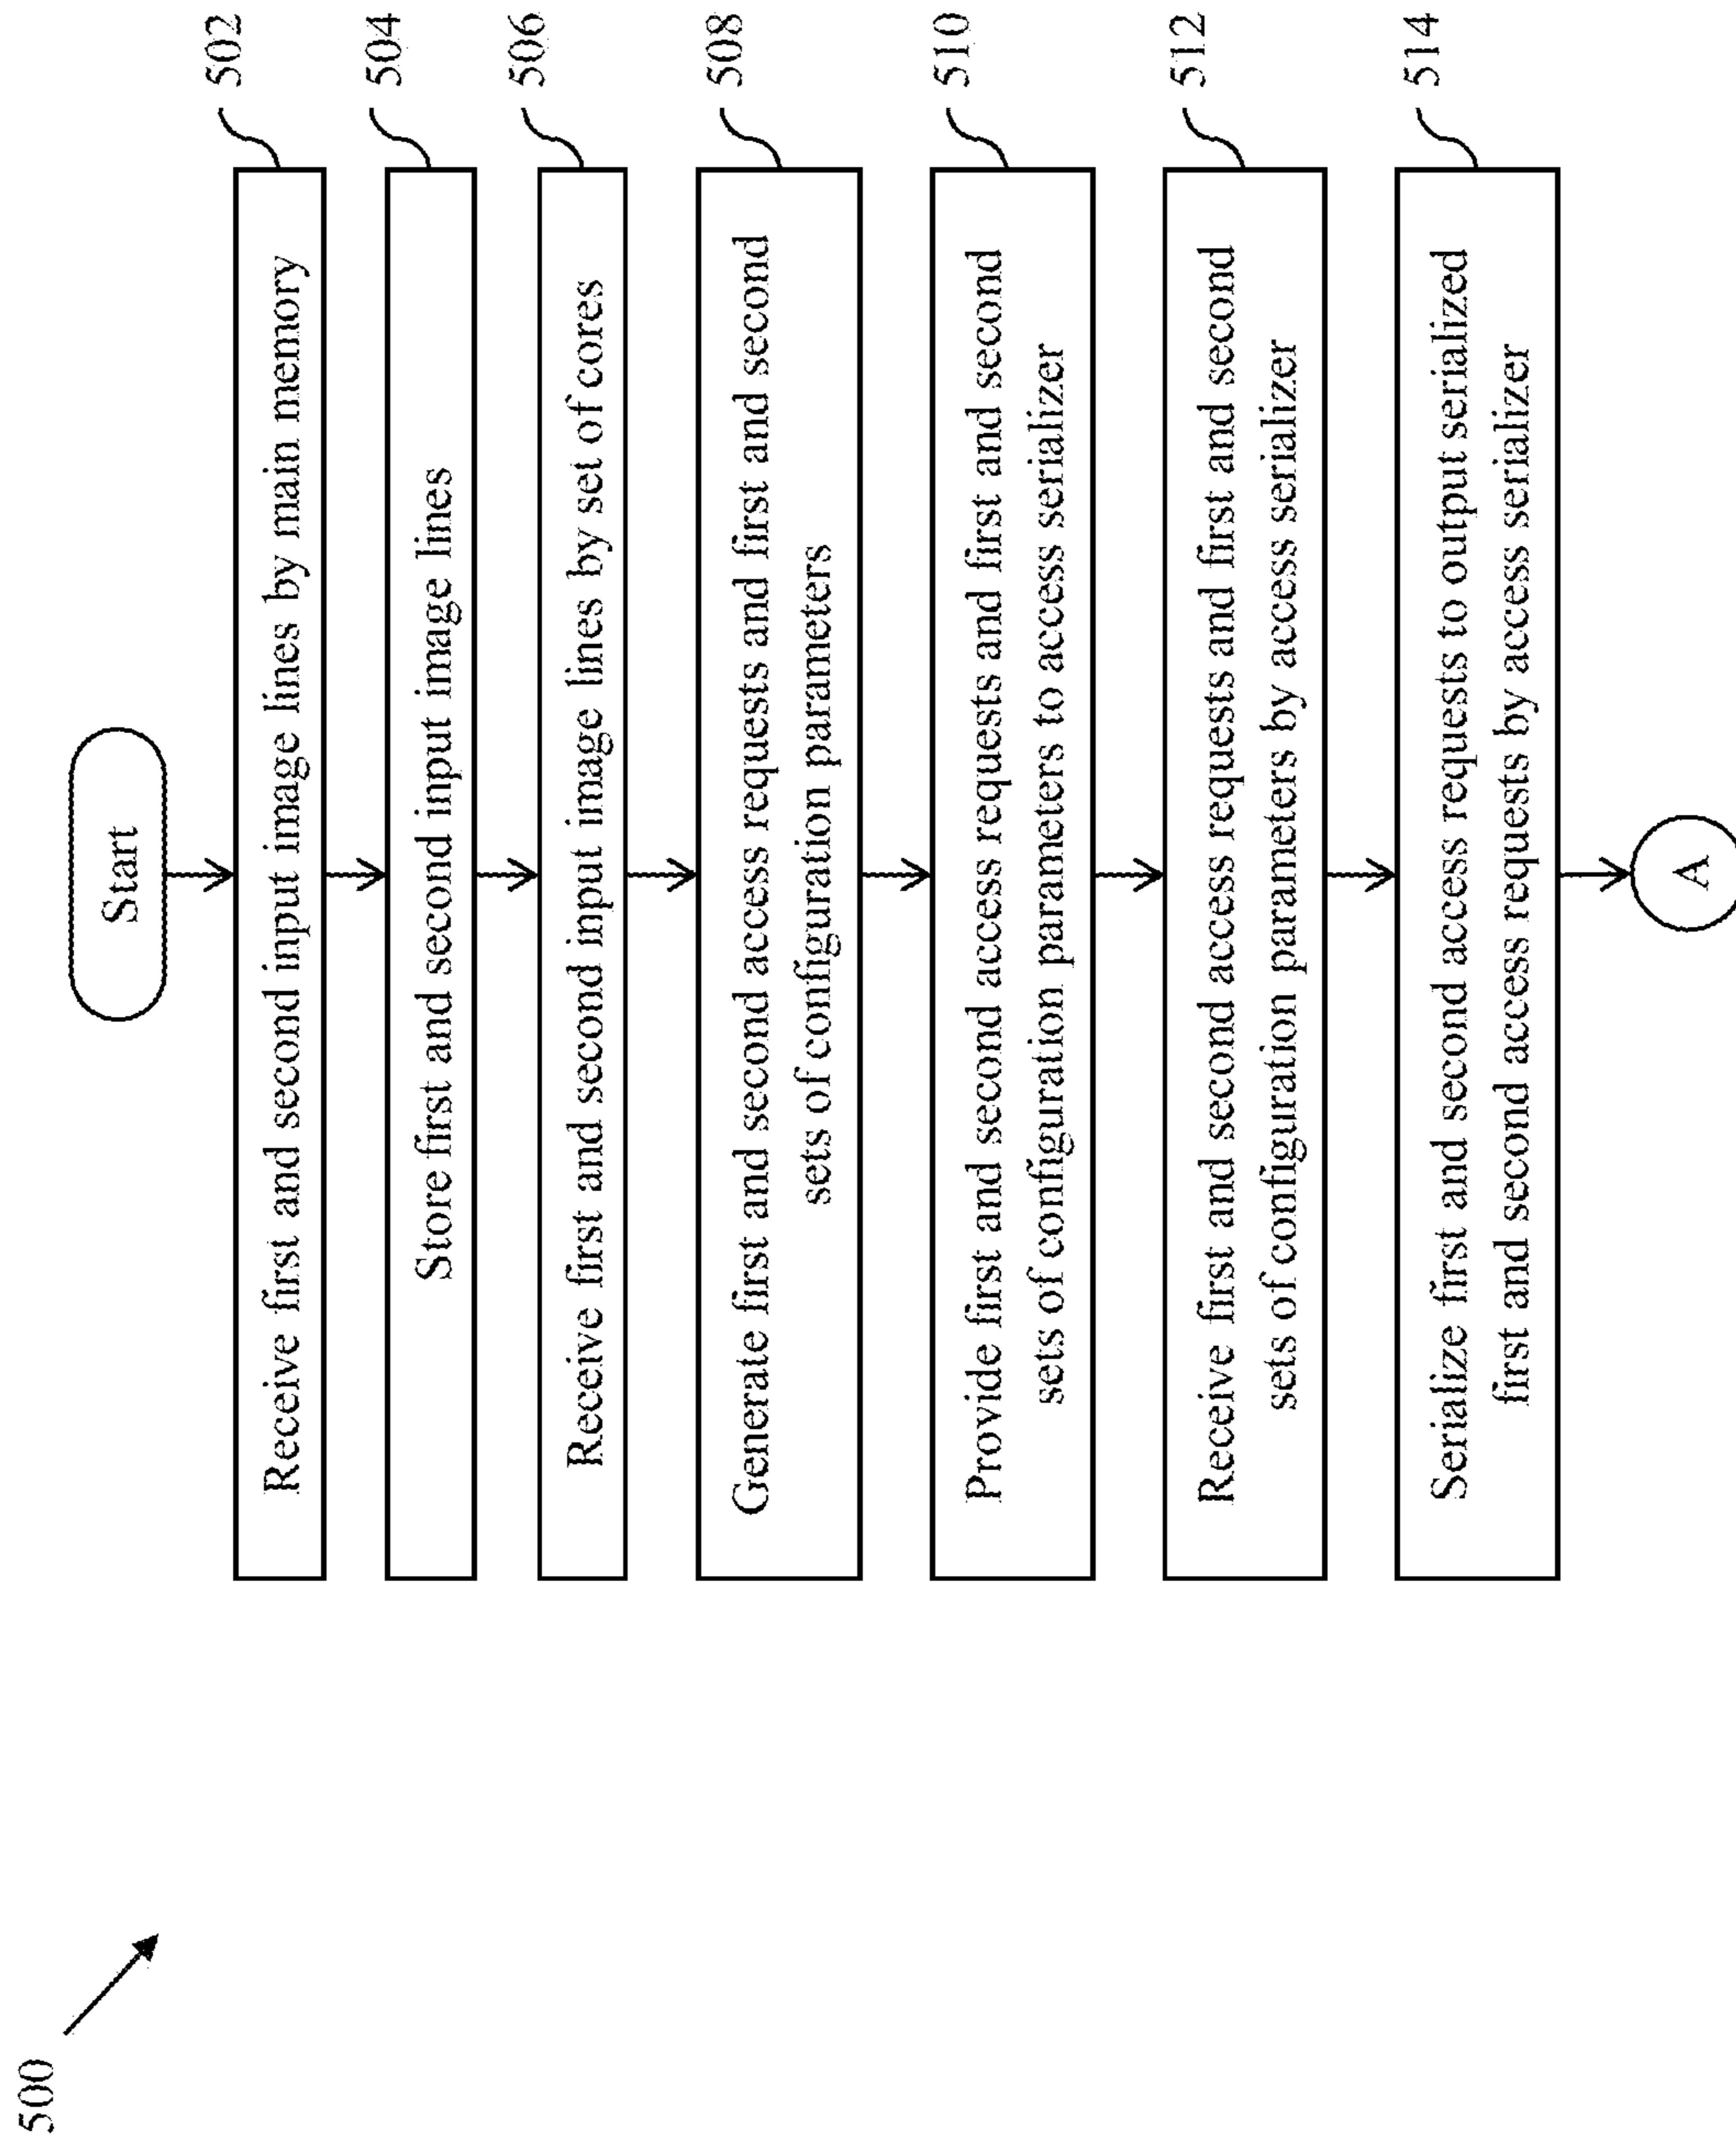 500
Start
Receive first and second input image lines by main memory
502
Store first and second input image lines
504
Receive first and second input image lines by set of cores
506
Generate first and second access requests and first and second
sets of configuration parameters
508
Provide first and second access requests and first and second
sets of configuration parameters to access serializer
510
Receive first and second access requests and first and second
sets of configuration parameters by access serializer
512
Serialize first and second access requests to output serialized
first and second access requests by access serializer
514
A